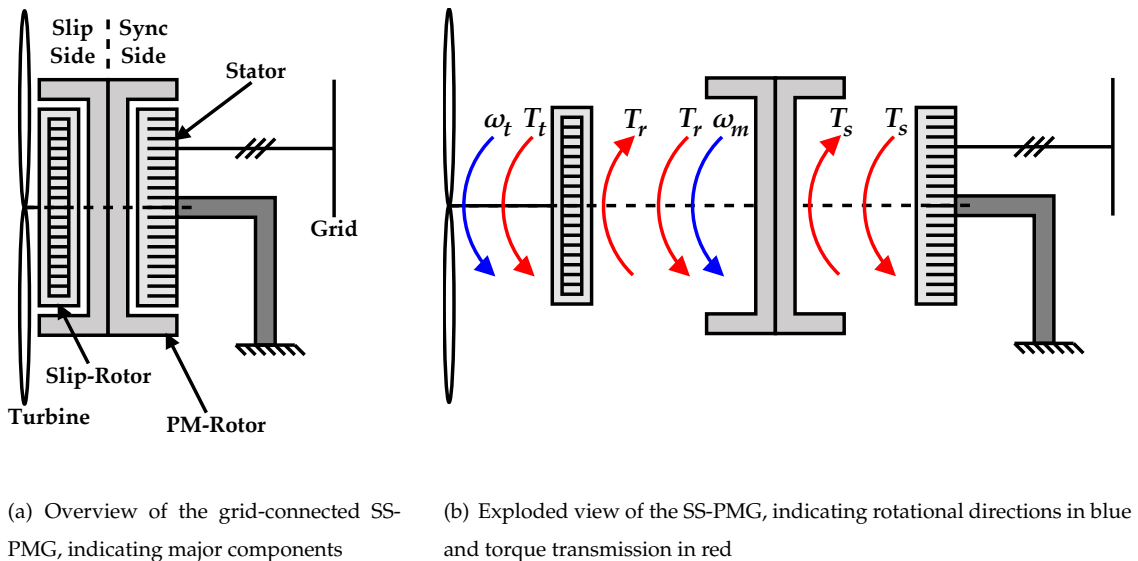 Slip Sync
Side Side
Stator
Grid
Slip-Rotor
Turbine
PM-Rotor
ωt Tt Tr Tr ωm Ts Ts
(a) Overview of the grid-connected SS-
PMG, indicating major components
(b) Exploded view of the SS-PMG, indicating rotational directions in blue
and torque transmission in red